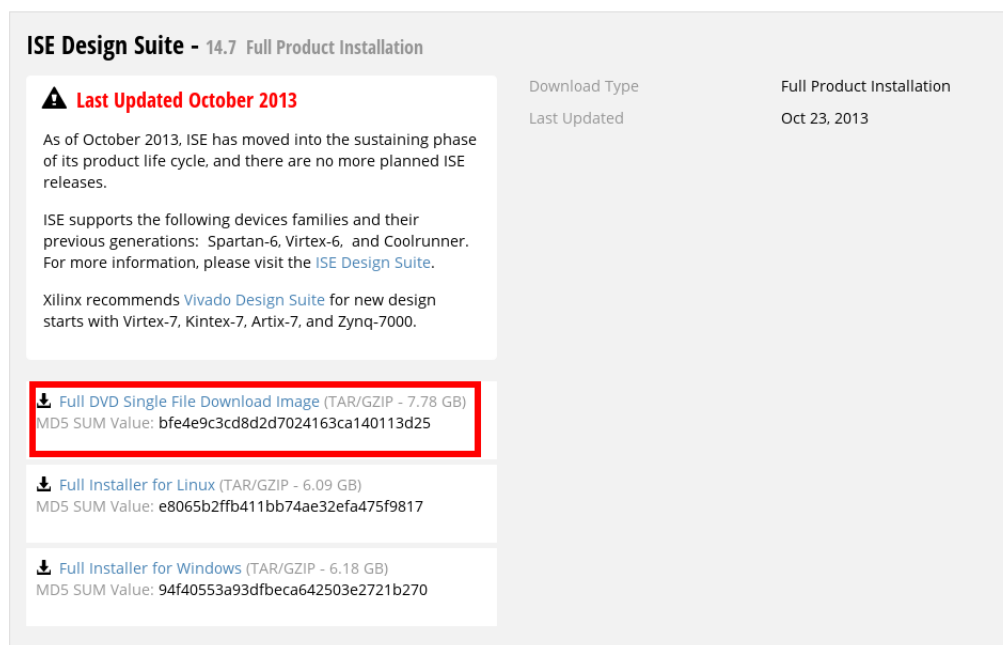 ISE Design Suite - 14.7 Full Product Installation
Last Updated October 2013
As of October 2013, ISE has moved into the sustaining phase
of its product life cycle, and there are no more planned ISE
releases.
ISE supports the following devices families and their
previous generations: Spartan-6, Virtex-6, and Coolrunner.
For more information, please visit the ISE Design Suite.
Xilinx recommends Vivado Design Suite for new design
starts with Virtex-7, Kintex-7, Artix-7, and Zynq-7000.
Download Type Full Product Installation
Last Updated Oct 23, 2013
Full DVD Single File Download Image (TAR/GZIP - 7.78 GB)
MD5 SUM Value: bfe4e9c3cd8d2d7024163ca140113d25
Full Installer for Linux (TAR/GZIP - 6.09 GB)
MD5 SUM Value: e8065b2ffb411bb74ae32efa475f9817
Full Installer for Windows (TAR/GZIP - 6.18 GB)
MD5 SUM Value: 94f40553a93dfbeca642503e2721b270